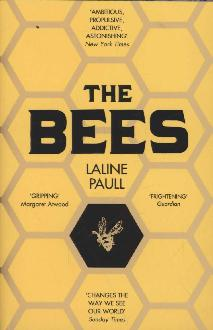 'AMBITIOUS,
PROPULSIVE,
ADDICTIVE,
ASTONISHING'
New York Times
THE
BEES
LALINE
PAULL
'GRIPPING'
Margaret Atwood
'FRIGHTENING'
Guardian
'CHANGES THE
WAY WE SEE
OUR WORLD'
Sunday Times